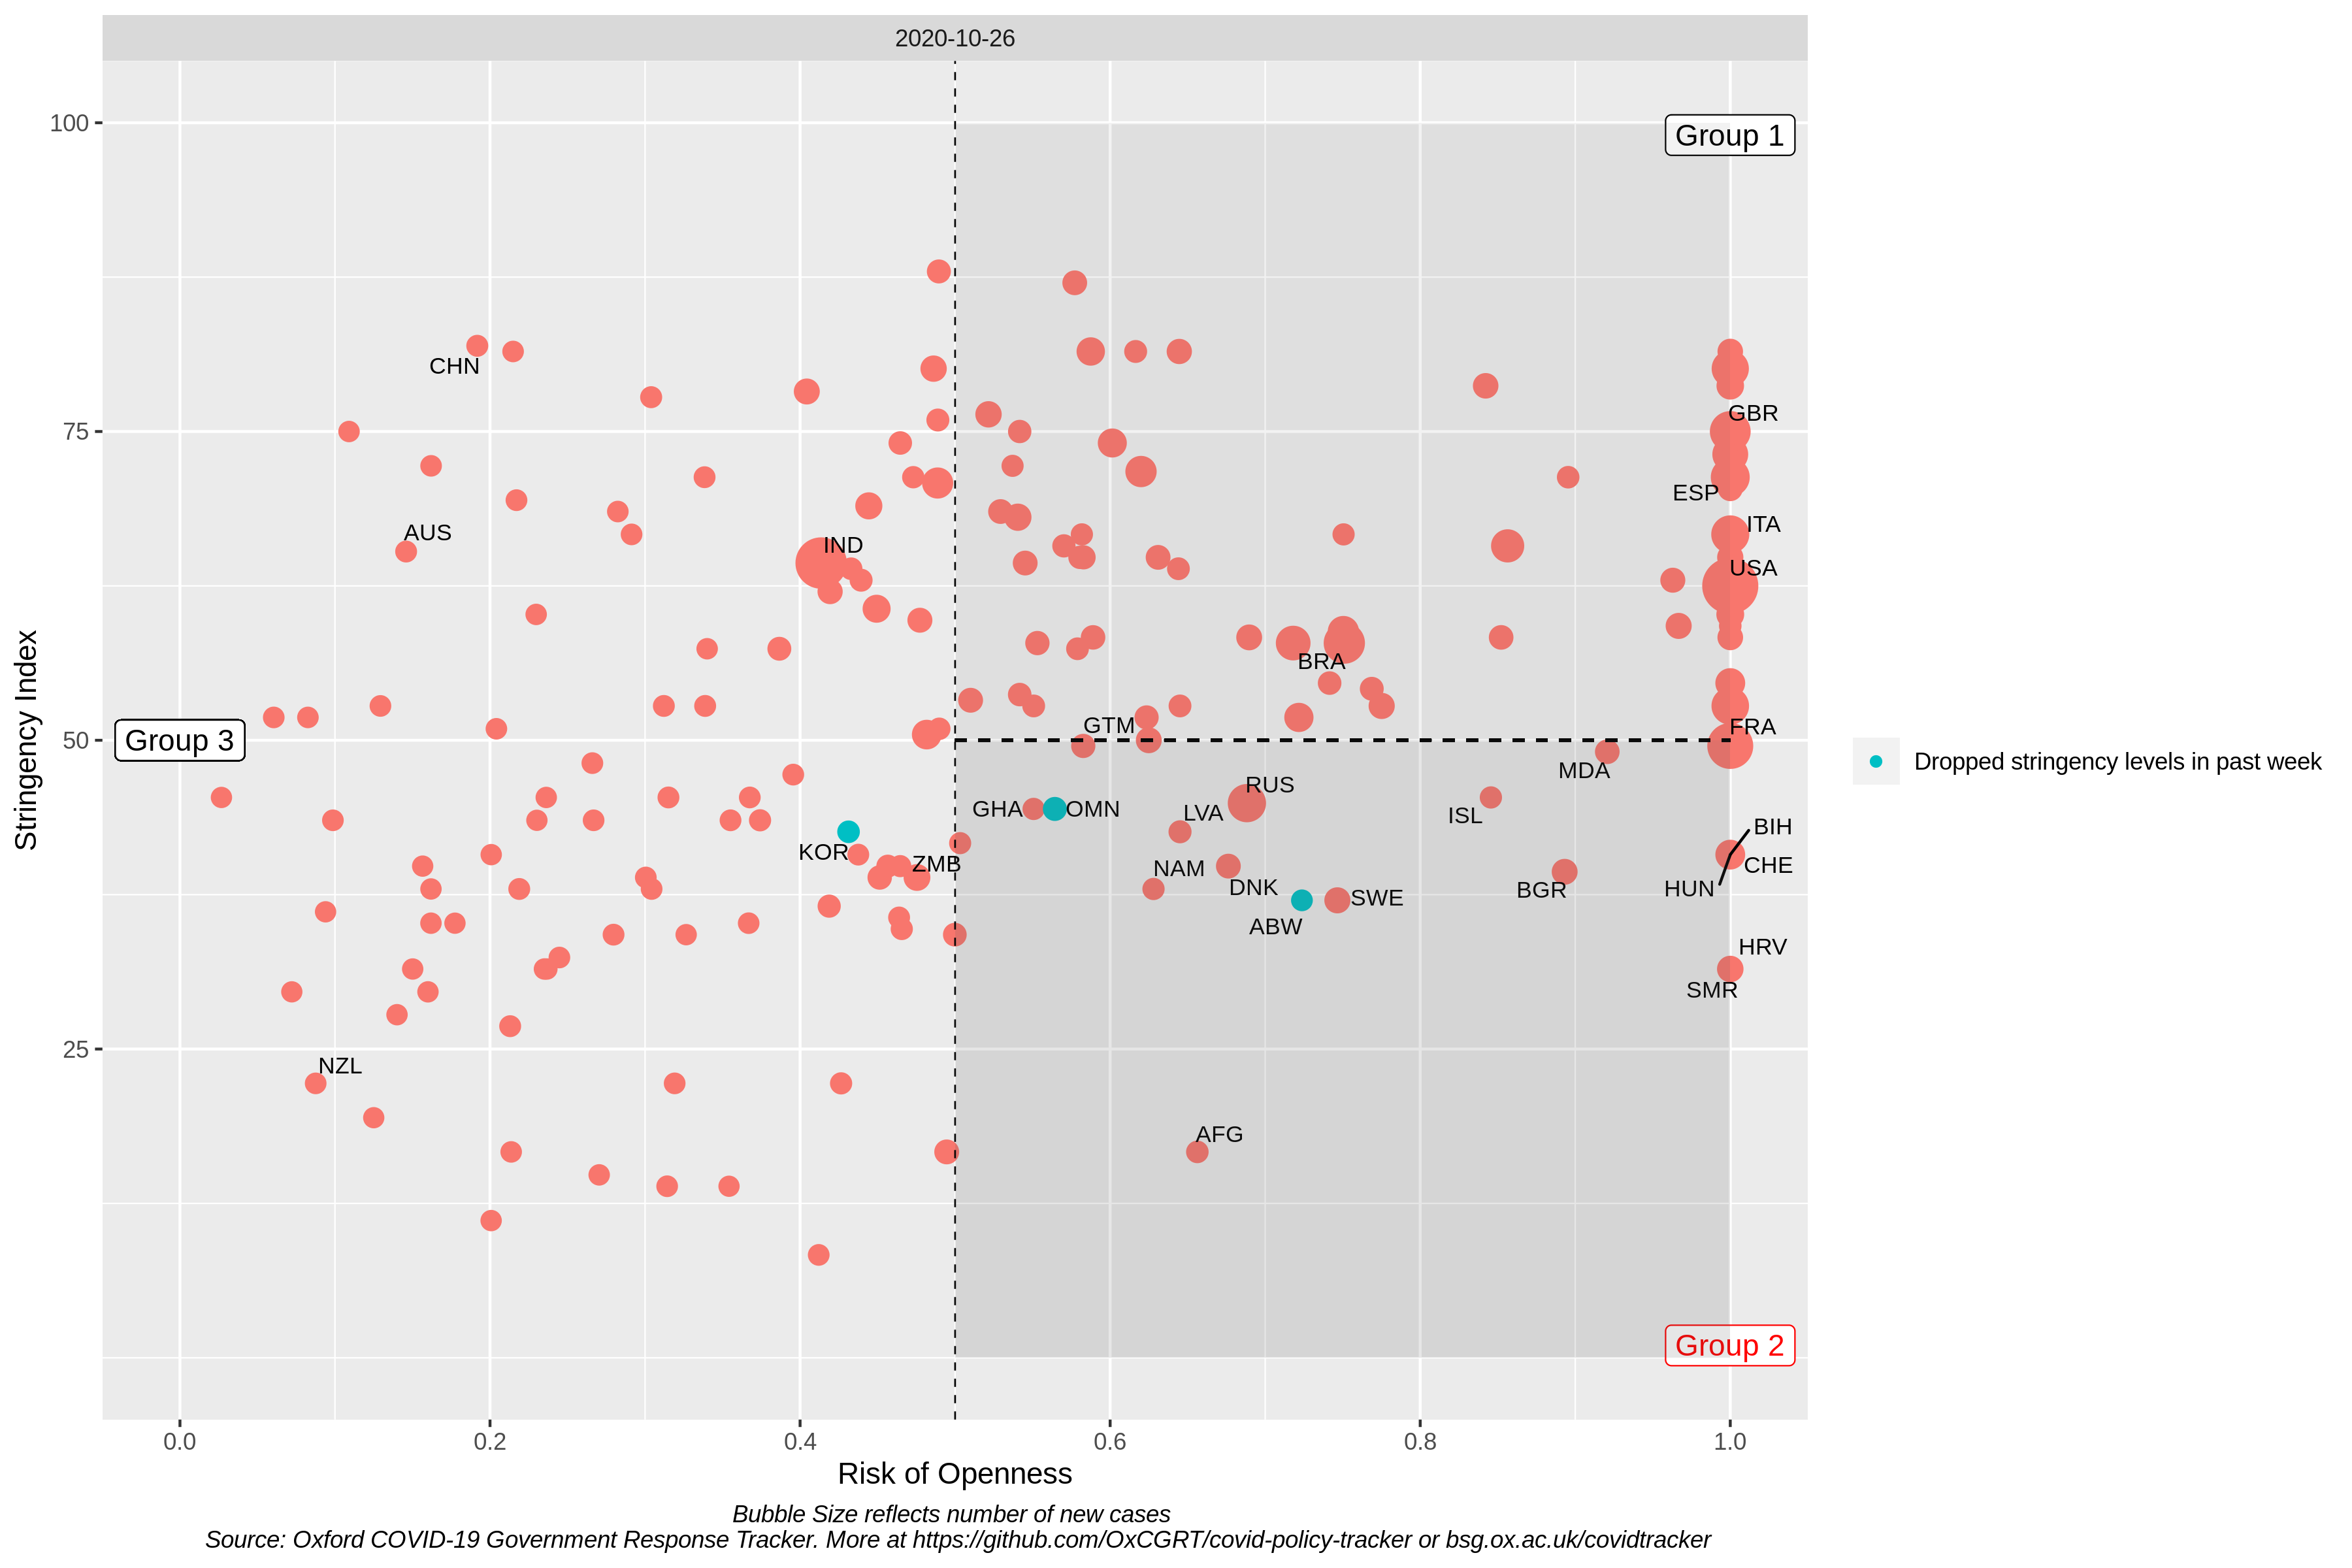 2020-10-26
100
Group 1
CHN
GBR
75
ESP
AUS
ITA
IND
USA
BRA
GTM
FRA
Stringency Index
50
Group 3
MDA
Dropped stringency levels in past week
RUS
GHA
OMN
LVA
ISL
BIH
KOR
ZMB
NAM
CHE
DNK
BGR
HUN
SWE
ABW
HRV
SMR
25
NZL
AFG
Group 2
0.0
0.2
0.4
0.6
0.8
1.0
Risk of Openness
Bubble Size reflects number of new cases
Source: Oxford COVID-19 Government Response Tracker. More at https://github.com/OxCGRT/covid-policy-tracker or bsg.ox.ac.uk/covidtracker